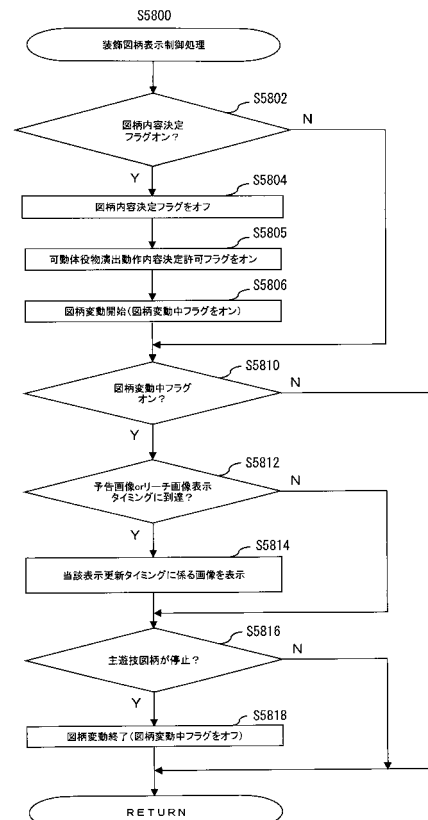 S5800
装飾図柄表示制御処理
S5802
図柄内容決定
フラグオン？
N
Y
S5804
図柄内容決定フラグをオフ
S5805
可動体役物演出動作内容決定許可フラグをオン
S5806
図柄変動開始(図柄変動中フラグをオン)
S5810
図柄変動中フラグ
オン？
N
Y
S5812
予告画像orリーチ画像表示
タイミングに到達？
N
Y
S5814
当該表示更新タイミングに係る画像を表示
S5816
主遊技図柄が停止？
N
Y
S5818
図柄変動終了(図柄変動中フラグをオフ)
RETURN